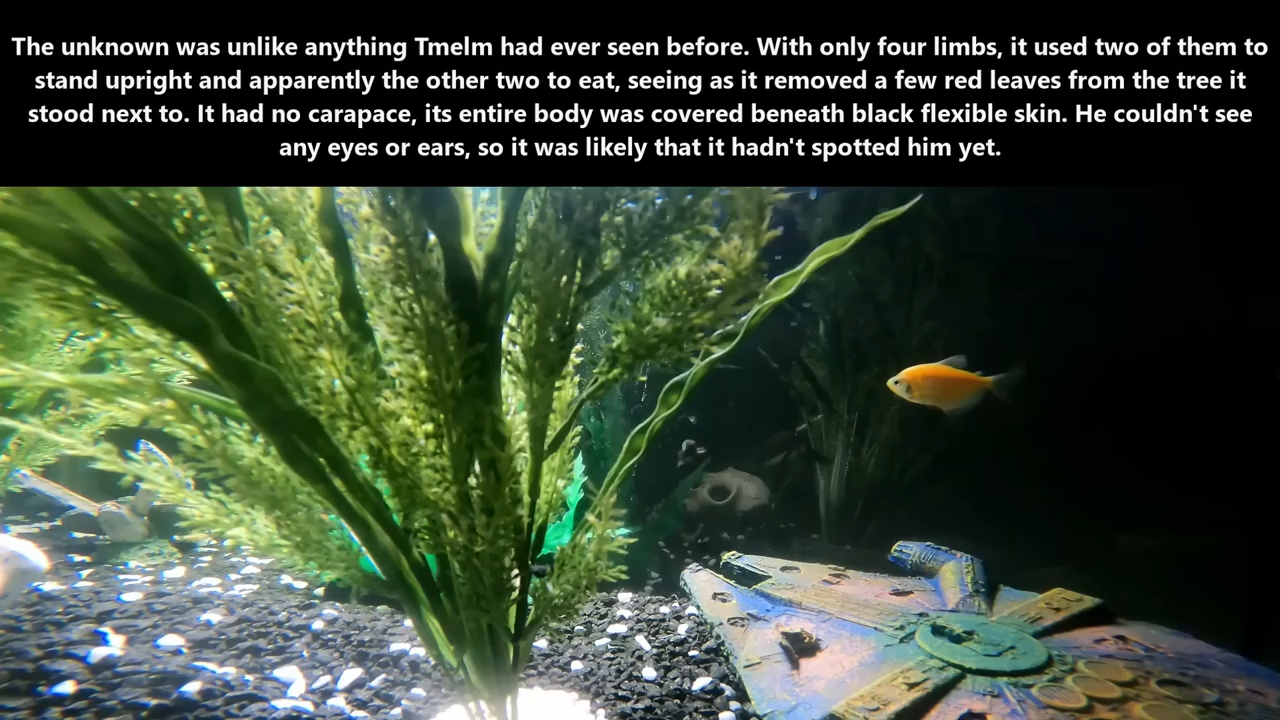 The unknown was unlike anything Tmelm had ever seen before. With only four limbs, it used two of them to
stand upright and apparently the other two to eat, seeing as it removed a few red leaves from the tree it
stood next to. It had no carapace, its entire body was covered beneath black flexible skin. He couldn't see
any eyes or ears, so it was likely that it hadn't spotted him yet.